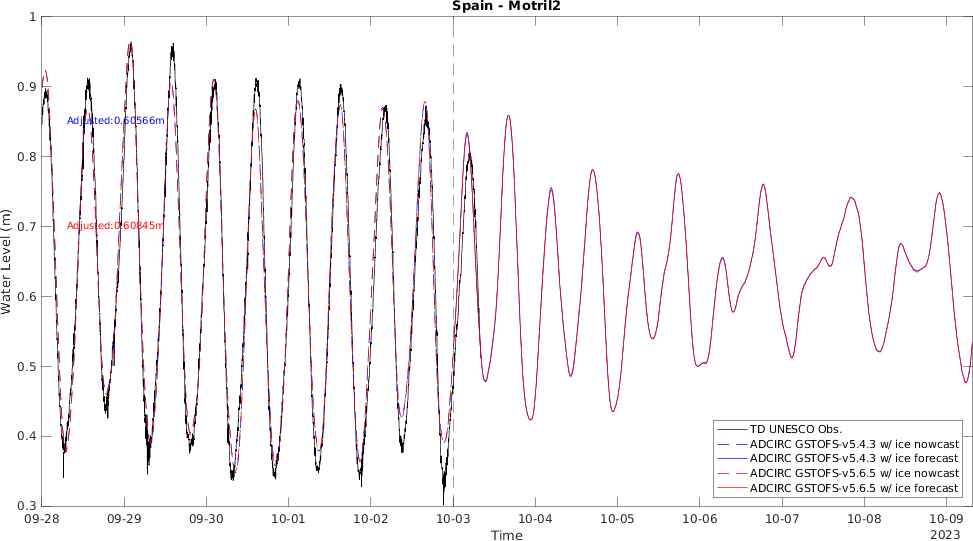 Spain - Motril2
1
0.9
0.8
0.7
0.6
0.5
0.4
0.3
Water Level (m)
Adjusted:0.60566m
Adjusted:0.60845m
TD UNESCO Obs.
ADCIRC GSTOFS-v5.4.3 w/ ice nowcast
ADCIRC GSTOFS-v5.4.3 w/ ice forecast
ADCIRC GSTOFS-v5.6.5 w/ ice nowcast
ADCIRC GSTOFS-v5.6.5 w/ ice forecast
09-28 09-29 09-30 10-01 10-02 10-03 10-04 10-05 10-06 10-07 10-08 10-09
2023
Time